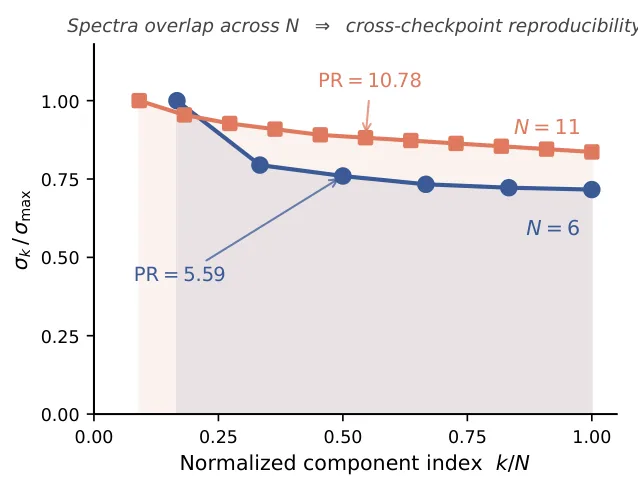 Spectra overlap across N ⇒ cross-checkpoint reproducibility
PR = 10.78
1.00
N = 11
0.75
σₖ / σₘₐₓ
N = 6
0.50
PR = 5.59
0.25
0.00
0.00 0.25 0.50 0.75 1.00
Normalized component index k/N